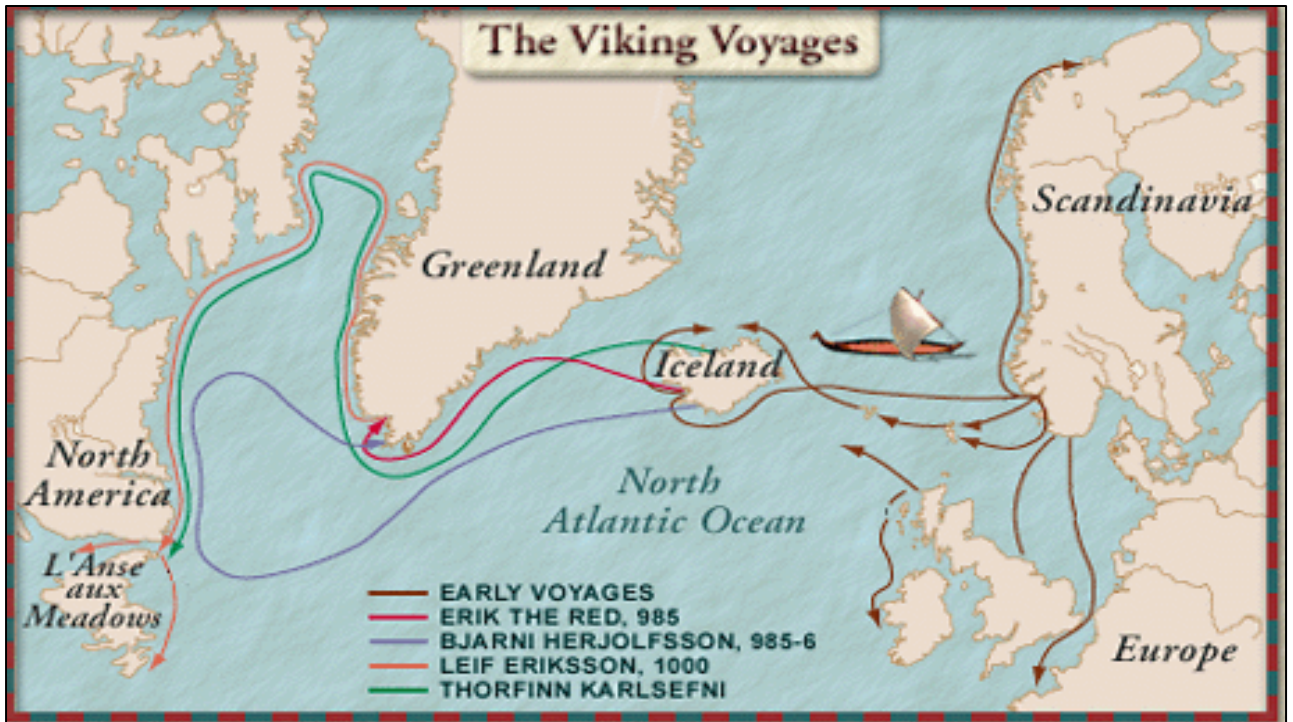 The Viking Voyages
Scandinavia
Greenland
Iceland
North
America
North
Atlantic Ocean
L'Anse
aux
Meadows
EARLY VOYAGES
ERIK THE RED, 985
BJARNI HERJOLFSSON, 985-6
LEIF ERIKSSON, 1000
THORFINN KARLSEFNI
Europe